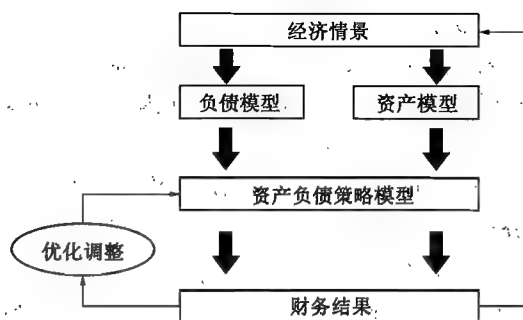 经济情景
负债模型
资产模型
资产负债策略模型
优化调整
财务结果